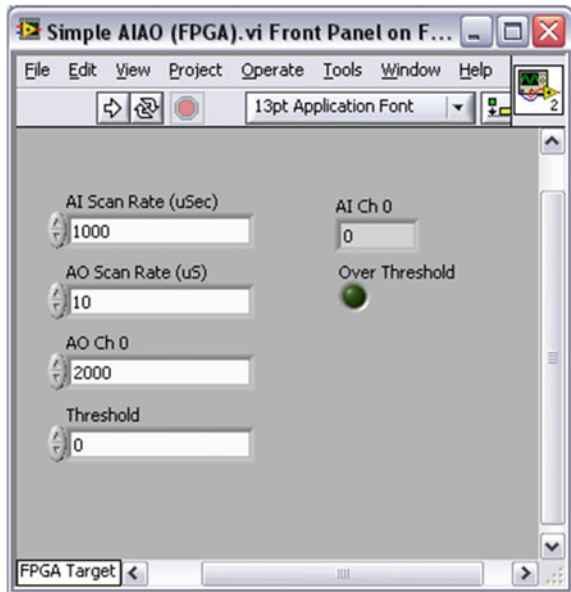 Simple AIAO (FPGA).vi Front Panel on F...
File Edit View Project Operate Tools Window Help
13pt Application Font
2
AI Scan Rate (uSec)
1000
AI Ch 0
0
AO Scan Rate (uS)
10
Over Threshold
AO Ch 0
2000
Threshold
0
FPGA Target